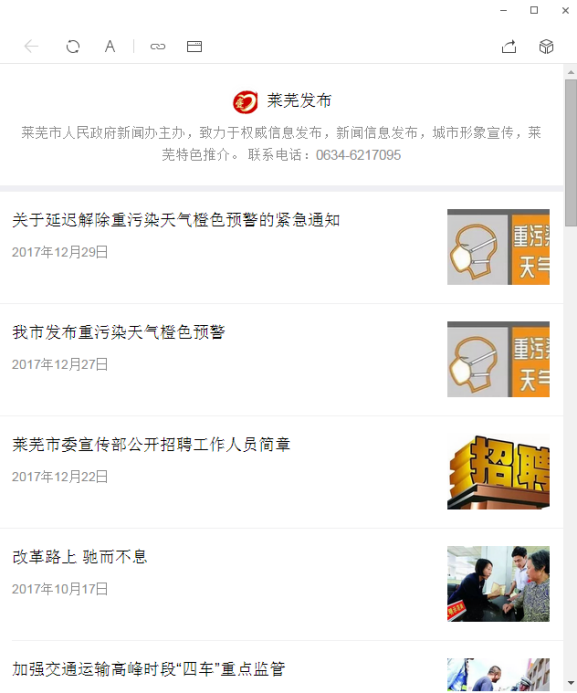 A
莱芜发布
莱芜市人民政府新闻办主办，致力于权威信息发布，新闻信息发布，城市形象宣传，莱
芜特色推介。 联系电话：0634-6217095
关于延迟解除重污染天气橙色预警的紧急通知
2017年12月29日
重污染
天气
我市发布重污染天气橙色预警
2017年12月27日
重污染
天气
莱芜市委宣传部公开招聘工作人员简章
2017年12月22日
招聘
改革路上 驰而不息
2017年10月17日
加强交通运输高峰时段“四车”重点监管